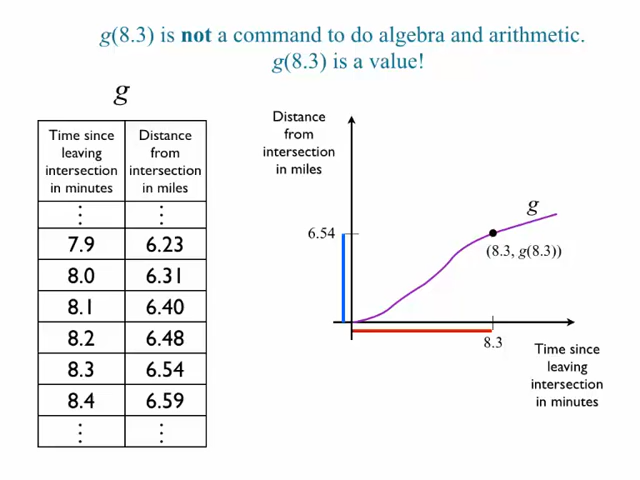 g(8.3) is not a command to do algebra and arithmetic.
g(8.3) is a value!
g
Time since
leaving
intersection
in minutes
Distance
from
intersection
in miles
⋮ ⋮
7.9 6.23
8.0 6.31
8.1 6.40
8.2 6.48
8.3 6.54
8.4 6.59
⋮ ⋮
Distance
from
intersection
in miles
g
6.54
(8.3, g(8.3))
8.3
Time since
leaving
intersection
in minutes